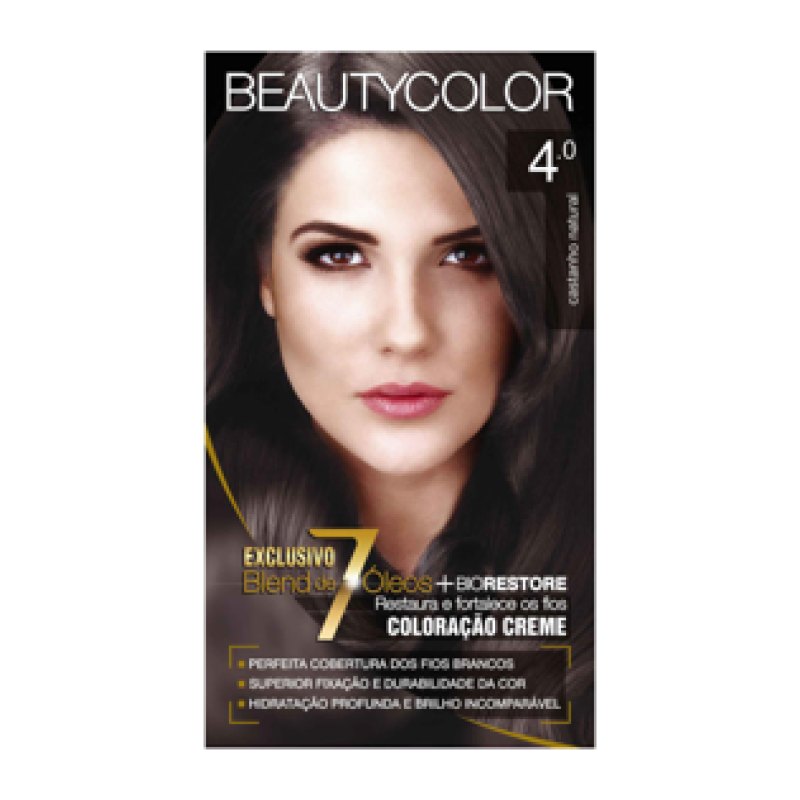 BEAUTYCOLOR
4.0
castanho natural
EXCLUSIVO
Blend de 7 Óleos + BIORESTORE
Restaura e fortalece os fios
COLORAÇÃO CREME
PERFEITA COBERTURA DOS FIOS BRANCOS
SUPERIOR FIXAÇÃO E DURABILIDADE DA COR
HIDRATAÇÃO PROFUNDA E BRILHO INCOMPARÁVEL